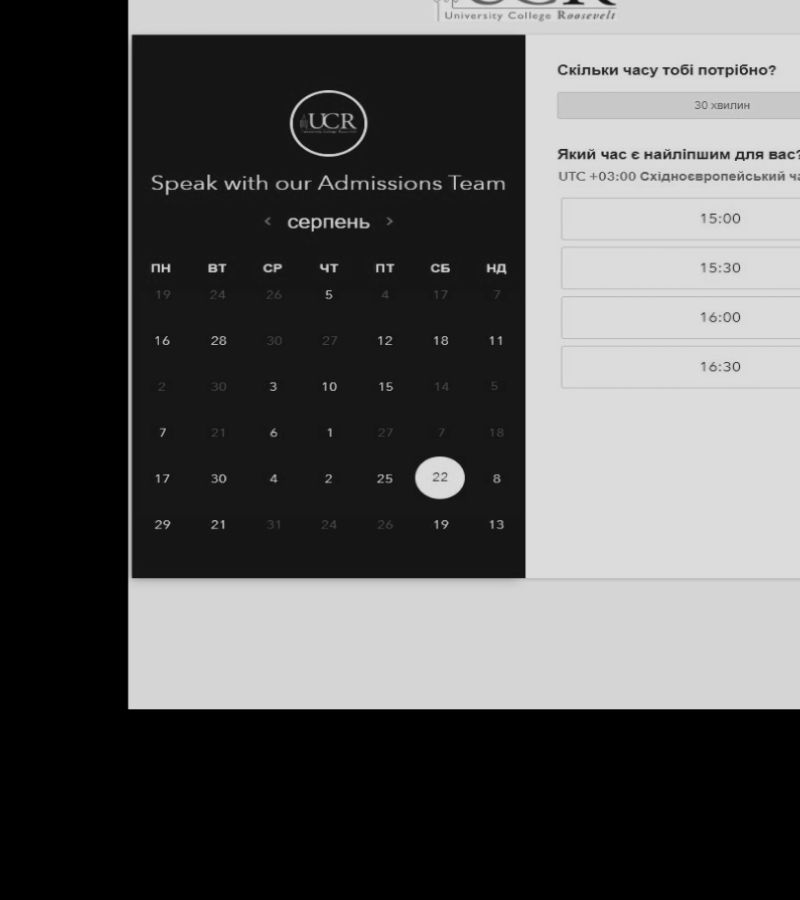 UCR
University College Roosevelt
UCR
Speak with our Admissions Team
< серпень >
ПН ВТ СР ЧТ ПТ СБ НД
19 24 26 5 4 17 7
16 28 30 27 12 18 11
2 30 3 10 15 14 5
7 21 6 1 27 7 18
17 30 4 2 25 22 8
29 21 31 24 26 19 13
Скільки часу тобі потрібно?
30 хвилин
Який час є найліпшим для вас?
UTC +03:00 Східноєвропейський
15:00
15:30
16:00
16:30